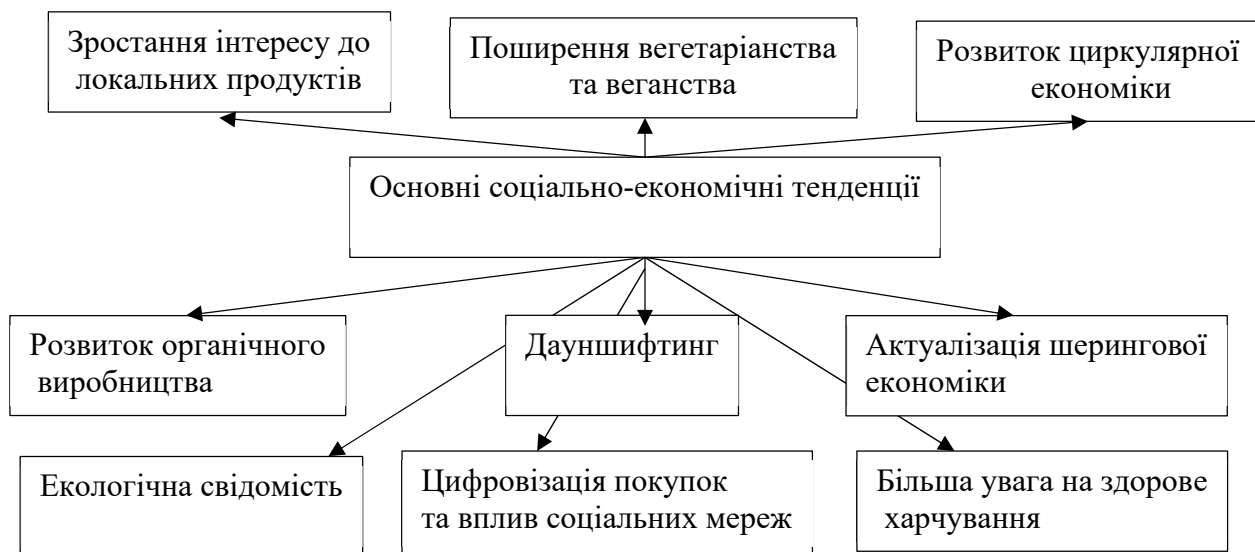 Зростання інтересу до
локальних продуктів
Поширення вегетаріанства
та веганства
Розвиток циркулярної
економіки
Основні соціально-економічні тенденції
Розвиток органічного
виробництва
Дауншифтинг
Актуалізація шерингової
економіки
Екологічна свідомість
Цифровізація покупок
та вплив соціальних мереж
Більша увага на здорове
харчування